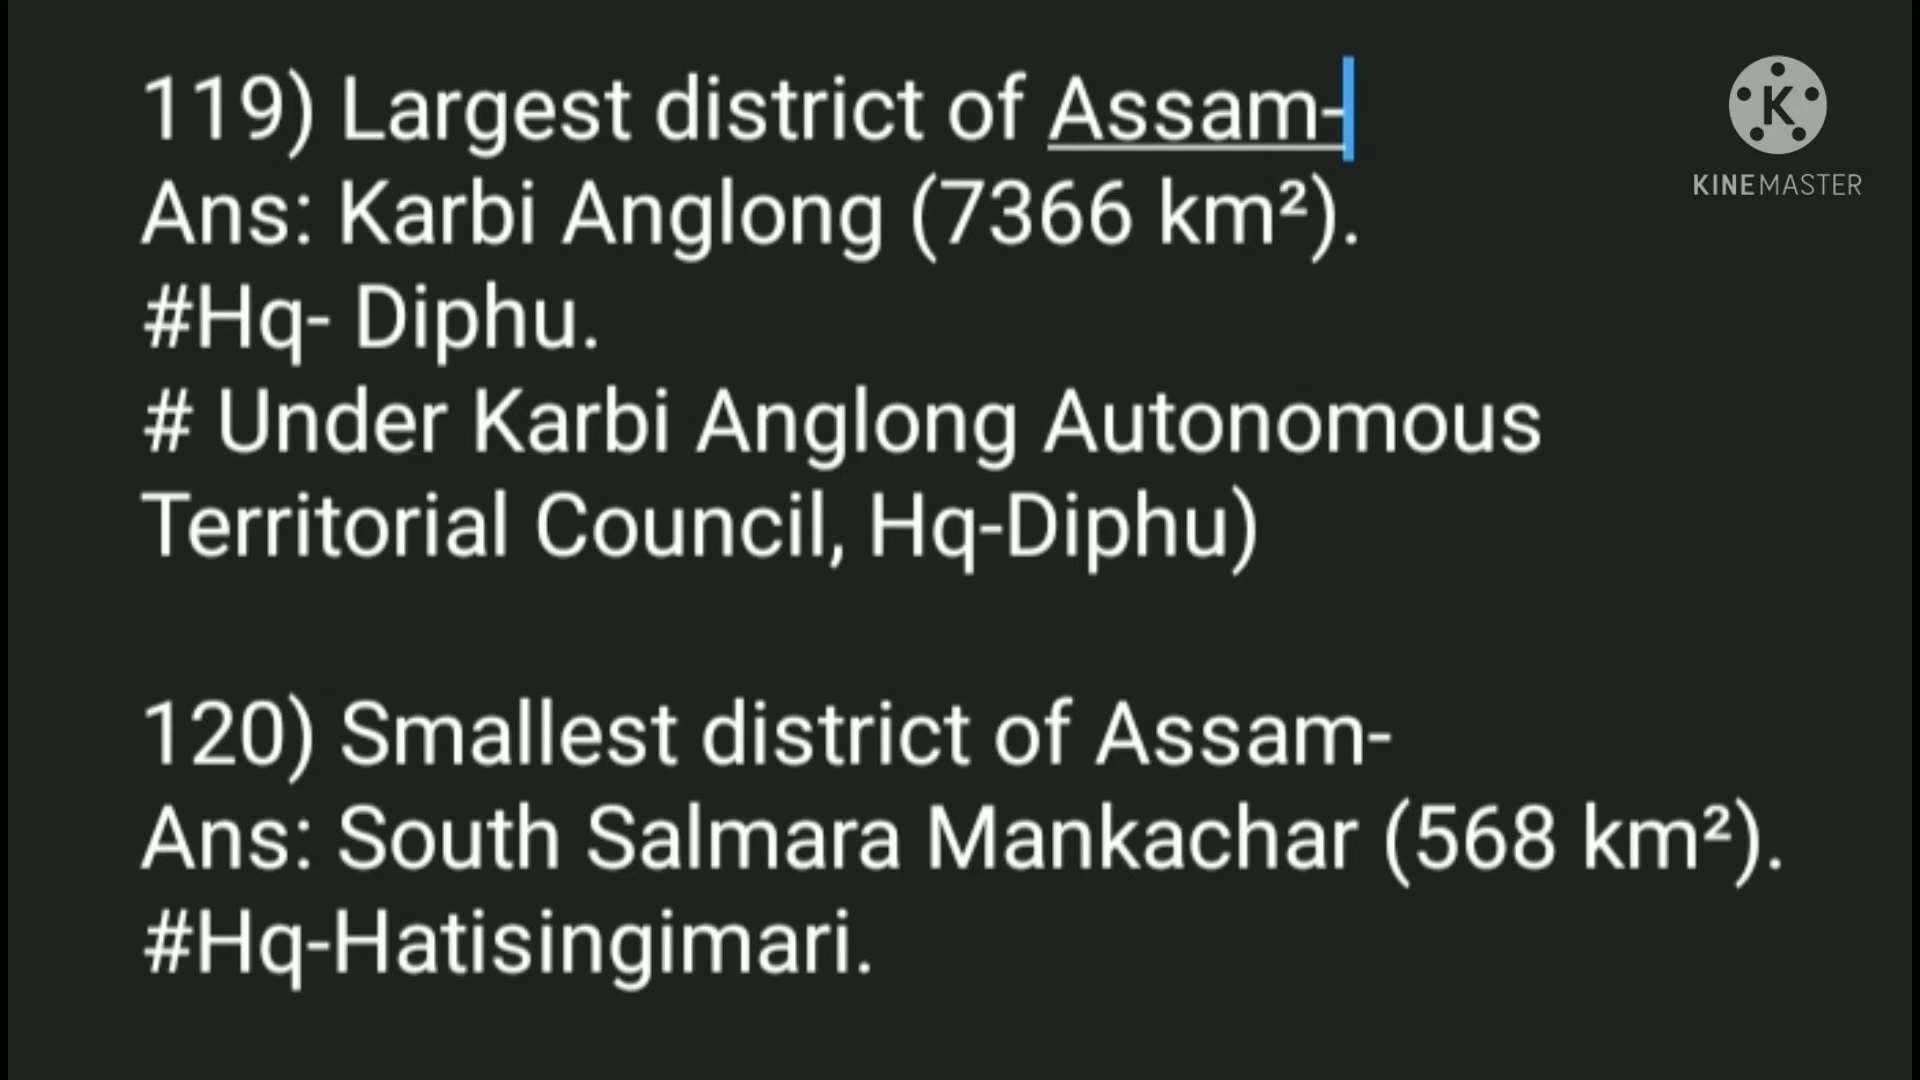 119) Largest district of Assam-
Ans: Karbi Anglong (7366 km²).
#Hq- Diphu.
# Under Karbi Anglong Autonomous
Territorial Council, Hq-Diphu)
120) Smallest district of Assam-
Ans: South Salmara Mankachar (568 km²).
#Hq-Hatisingimari.
K
KINEMASTER